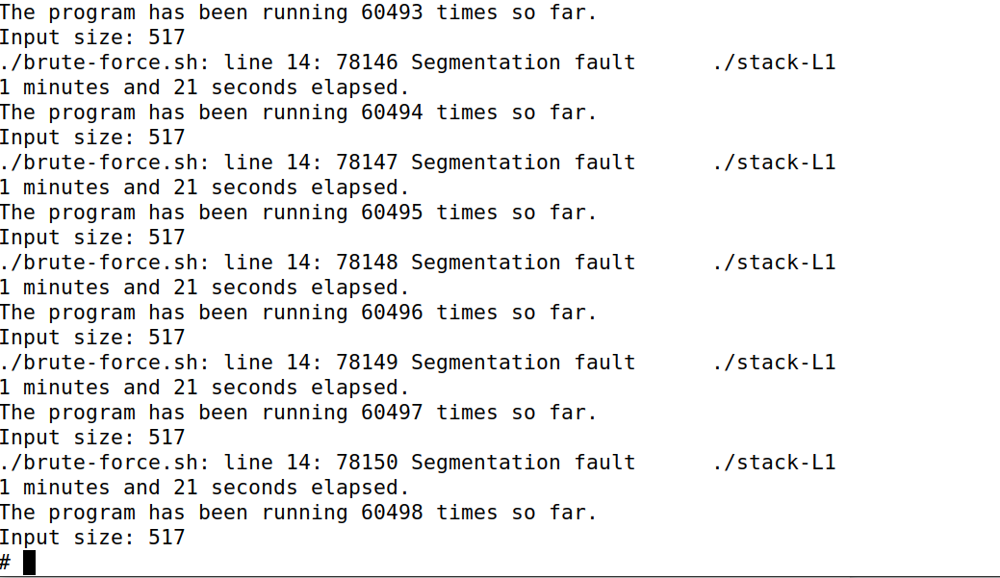 The program has been running 60493 times so far.
Input size: 517
./brute-force.sh: line 14: 78146 Segmentation fault      ./stack-L1
1 minutes and 21 seconds elapsed.
The program has been running 60494 times so far.
Input size: 517
./brute-force.sh: line 14: 78147 Segmentation fault      ./stack-L1
1 minutes and 21 seconds elapsed.
The program has been running 60495 times so far.
Input size: 517
./brute-force.sh: line 14: 78148 Segmentation fault      ./stack-L1
1 minutes and 21 seconds elapsed.
The program has been running 60496 times so far.
Input size: 517
./brute-force.sh: line 14: 78149 Segmentation fault      ./stack-L1
1 minutes and 21 seconds elapsed.
The program has been running 60497 times so far.
Input size: 517
./brute-force.sh: line 14: 78150 Segmentation fault      ./stack-L1
1 minutes and 21 seconds elapsed.
The program has been running 60498 times so far.
Input size: 517
#